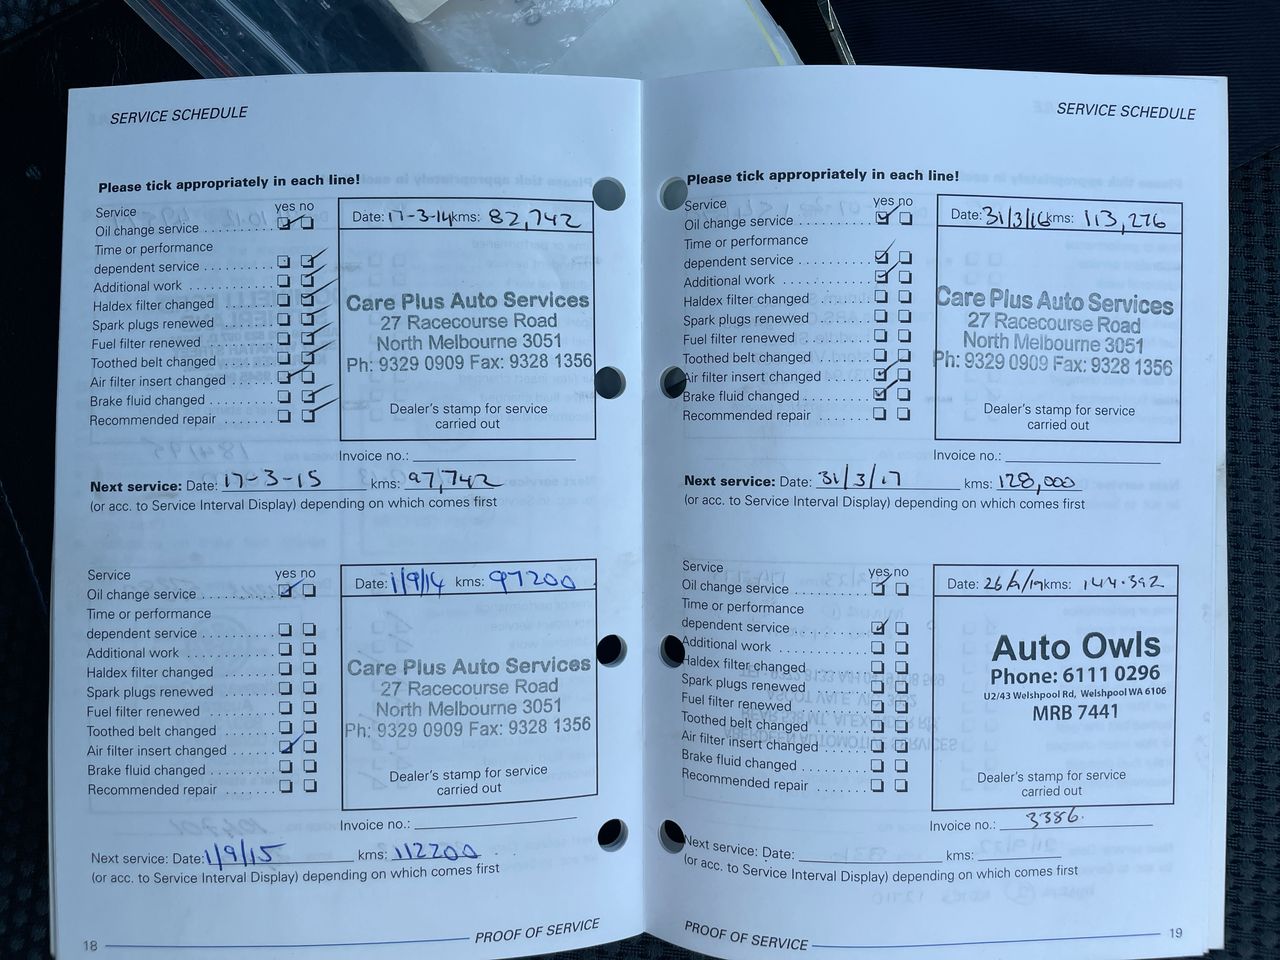 SERVICE SCHEDULE
Please tick appropriately in each line!
Service yes no
Oil change service
Time or performance
dependent service
Additional work
Haldex filter changed
Spark plugs renewed
Fuel filter renewed
Toothed belt changed
Air filter insert changed
Brake fluid changed
Recommended repair
Date: 17-3-14 kms: 82,742
Care Plus Auto Services
27 Racecourse Road
North Melbourne 3051
Ph: 9329 0909 Fax: 9328 1356
Dealer's stamp for service
carried out
Invoice no.:
Next service: Date: 17-3-15 kms: 97,742
(or acc. to Service Interval Display) depending on which comes first
Service yes no
Oil change service
Time or performance
dependent service
Additional work
Haldex filter changed
Spark plugs renewed
Fuel filter renewed
Toothed belt changed
Air filter insert changed
Brake fluid changed
Recommended repair
Date: 1/9/14 kms: 97200
Care Plus Auto Services
27 Racecourse Road
North Melbourne 3051
Ph: 9329 0909 Fax: 9328 1356
Dealer's stamp for service
carried out
Invoice no.:
Next service: Date: 1/9/15 kms: 112200
(or acc. to Service Interval Display) depending on which comes first
18 PROOF OF SERVICE
SERVICE SCHEDULE
Please tick appropriately in each line!
Service yes no
Oil change service
Time or performance
dependent service
Additional work
Haldex filter changed
Spark plugs renewed
Fuel filter renewed
Toothed belt changed
Air filter insert changed
Brake fluid changed
Recommended repair
Date: 31/3/16 kms: 113,276
Care Plus Auto Services
27 Racecourse Road
North Melbourne 3051
Ph: 9329 0909 Fax: 9328 1356
Dealer's stamp for service
carried out
Invoice no.:
Next service: Date: 31/3/17 kms: 128,000
(or acc. to Service Interval Display) depending on which comes first
Service yes no
Oil change service
Time or performance
dependent service
Additional work
Haldex filter changed
Spark plugs renewed
Fuel filter renewed
Toothed belt changed
Air filter insert changed
Brake fluid changed
Recommended repair
Date: kms: 144.392
Auto Owls
Phone: 6111 0296
U2/43 Welshpool Rd, Welshpool WA 6106
MRB 7441
Dealer's stamp for service
carried out
Invoice no.: 3386.
Next service: Date: kms:
(or acc. to Service Interval Display) depending on which comes first
PROOF OF SERVICE 19